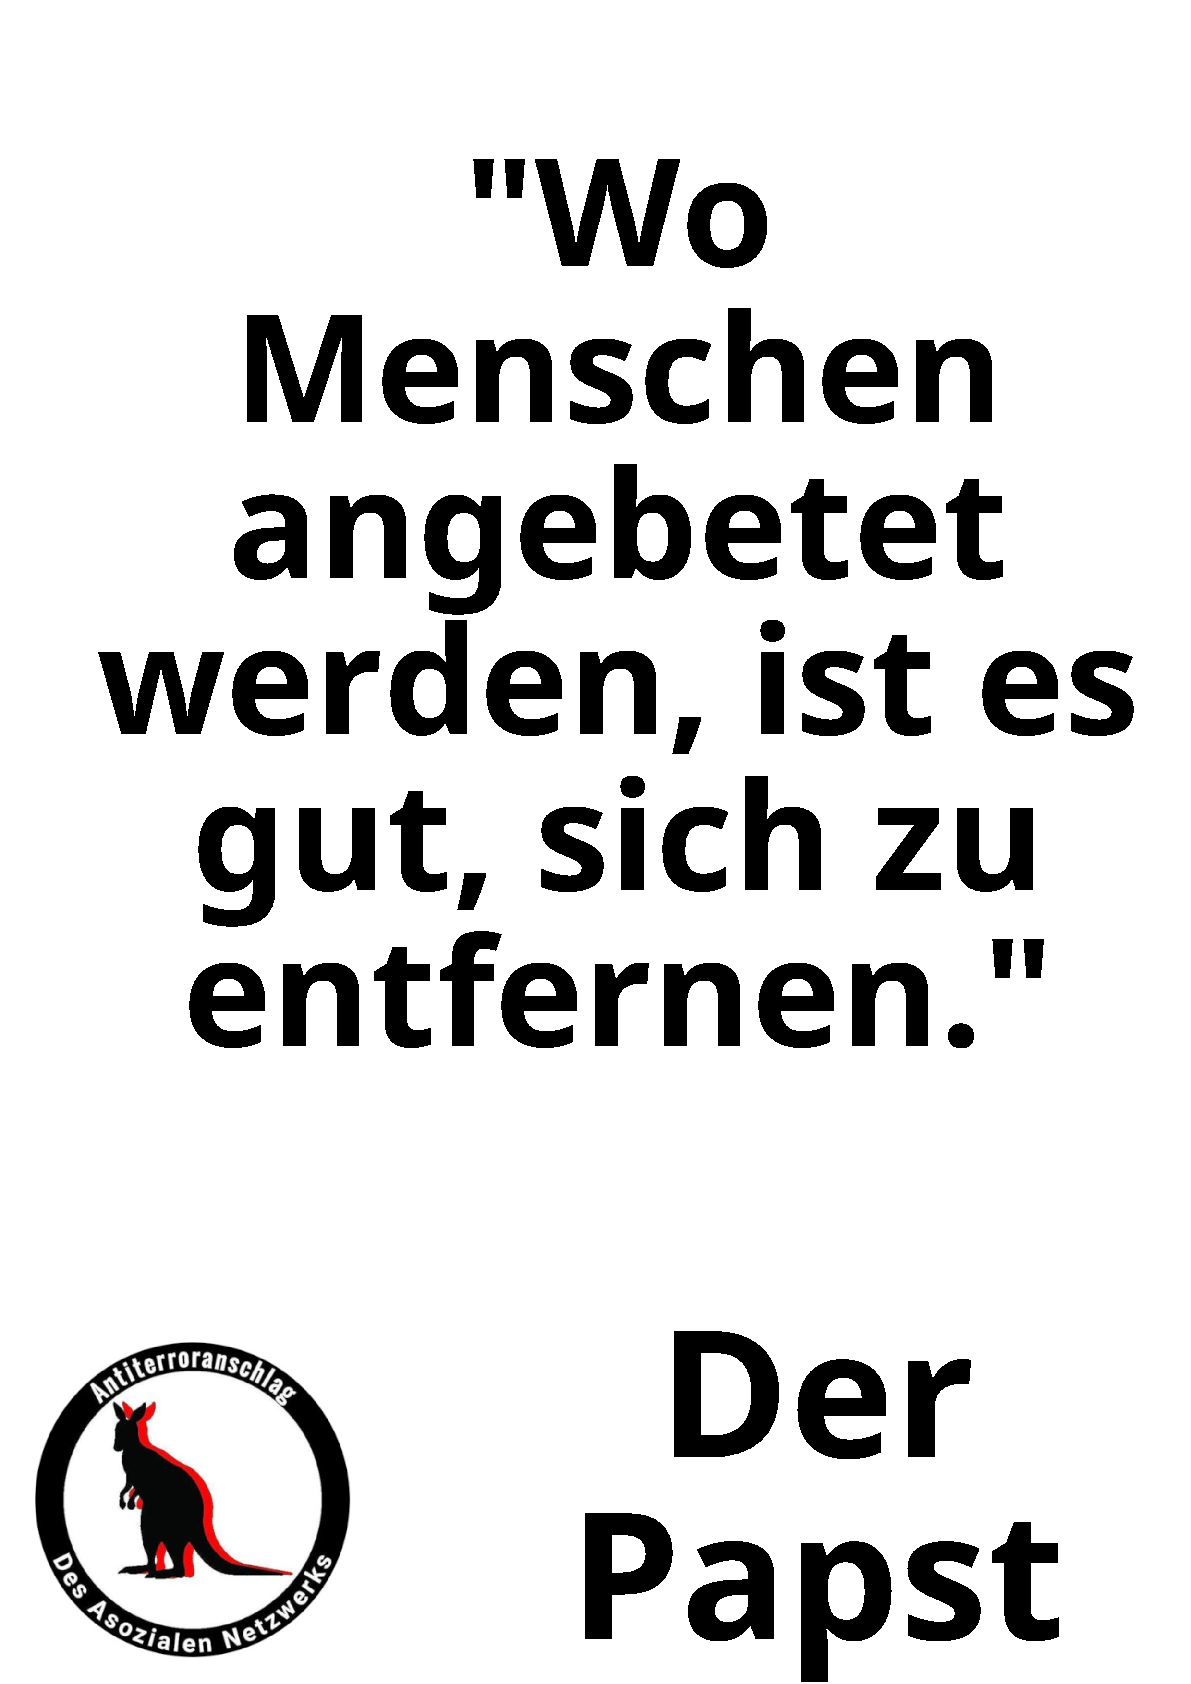 "Wo
Menschen
angebetet
werden, ist es
gut, sich zu
entfernen."
Der
Papst
Antiterroranschlag
Des Asozialen Netzwerks